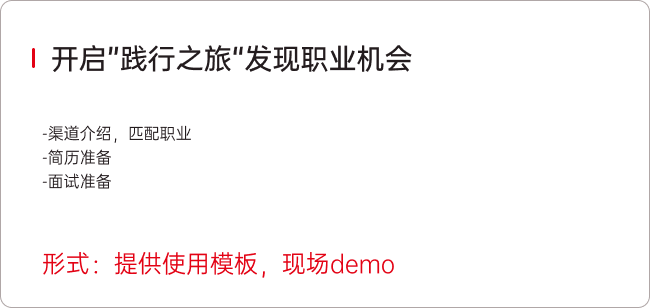 开启”践行之旅“发现职业机会
-渠道介绍，匹配职业
-简历准备
-面试准备
形式：提供使用模板，现场demo